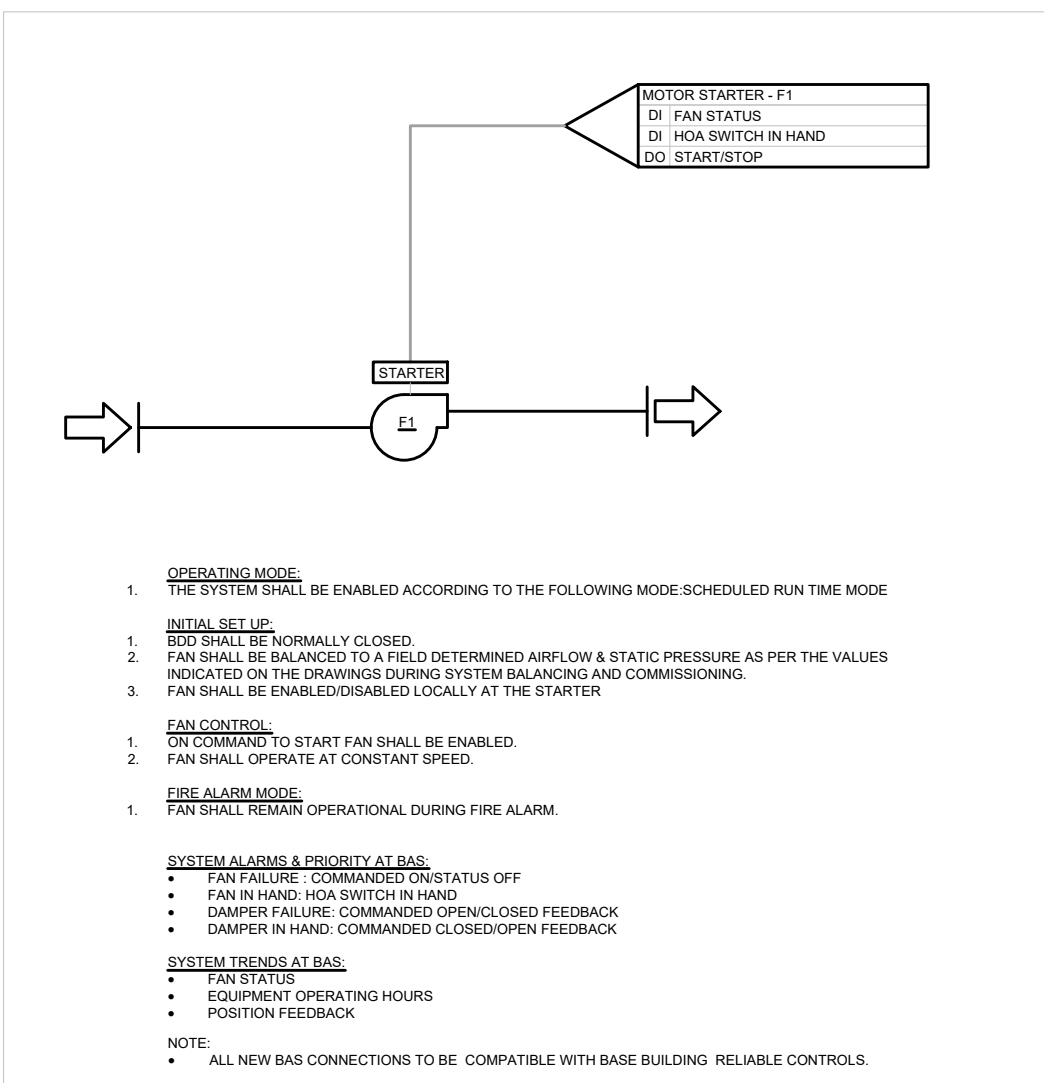 MOTOR STARTER - F1
DI FAN STATUS
DI HOA SWITCH IN HAND
DO START/STOP
STARTER
F1
OPERATING MODE:
1. THE SYSTEM SHALL BE ENABLED ACCORDING TO THE FOLLOWING MODE:SCHEDULED RUN TIME MODE
INITIAL SET UP:
1. BDD SHALL BE NORMALLY CLOSED.
2. FAN SHALL BE BALANCED TO A FIELD DETERMINED AIRFLOW & STATIC PRESSURE AS PER THE VALUES
INDICATED ON THE DRAWINGS DURING SYSTEM BALANCING AND COMMISSIONING.
3. FAN SHALL BE ENABLED/DISABLED LOCALLY AT THE STARTER
FAN CONTROL:
1. ON COMMAND TO START FAN SHALL BE ENABLED.
2. FAN SHALL OPERATE AT CONSTANT SPEED.
FIRE ALARM MODE:
1. FAN SHALL REMAIN OPERATIONAL DURING FIRE ALARM.
SYSTEM ALARMS & PRIORITY AT BAS:
• FAN FAILURE : COMMANDED ON/STATUS OFF
• FAN IN HAND: HOA SWITCH IN HAND
• DAMPER FAILURE: COMMANDED OPEN/CLOSED FEEDBACK
• DAMPER IN HAND: COMMANDED CLOSED/OPEN FEEDBACK
SYSTEM TRENDS AT BAS:
• FAN STATUS
• EQUIPMENT OPERATING HOURS
• POSITION FEEDBACK
NOTE:
• ALL NEW BAS CONNECTIONS TO BE COMPATIBLE WITH BASE BUILDING RELIABLE CONTROLS.